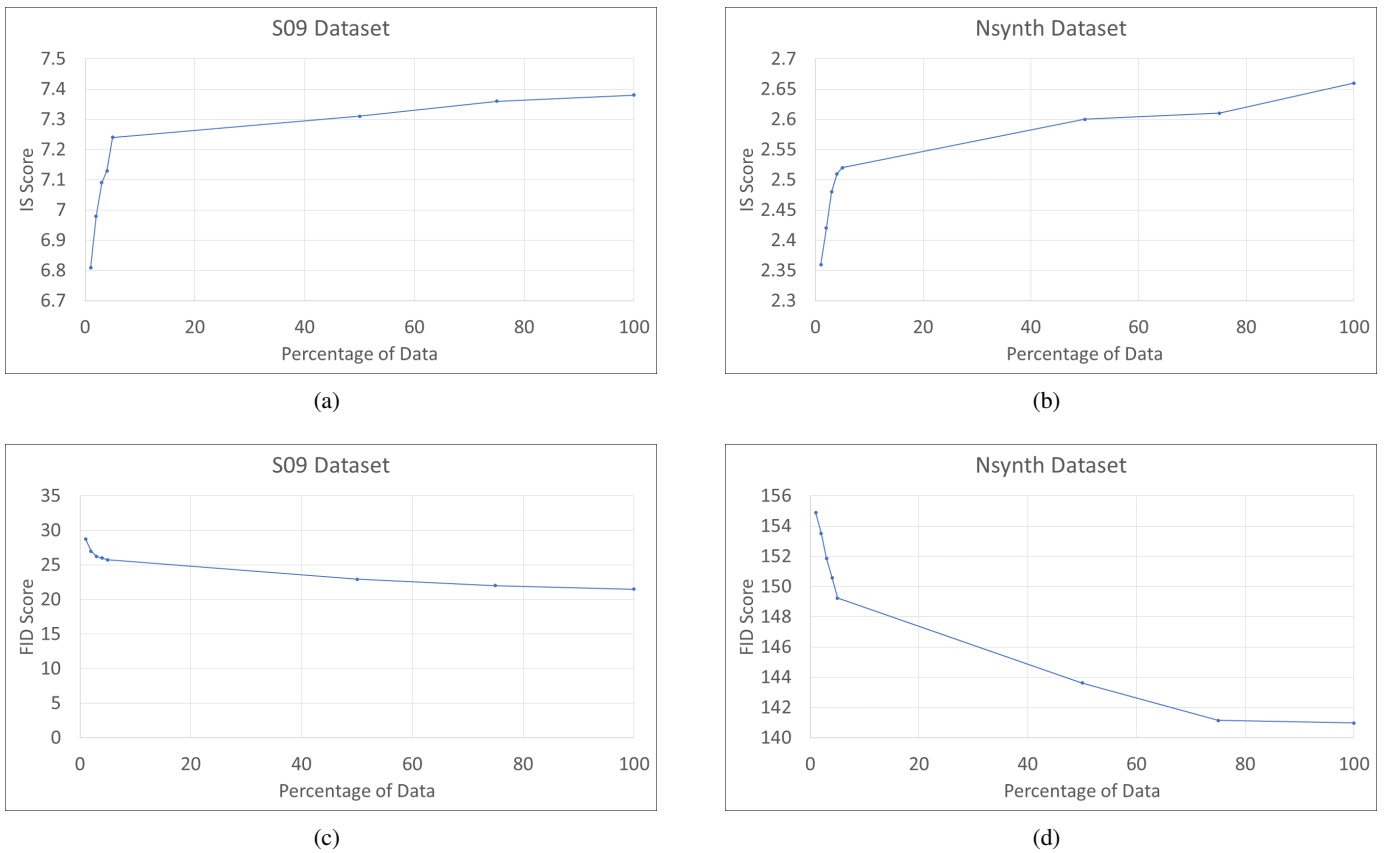 S09 Dataset
7.5
7.4
7.3
7.2
7.1
7
6.9
6.8
6.7
IS Score
0 20 40 60 80 100
Percentage of Data
(a)
Nsynth Dataset
2.7
2.65
2.6
2.55
2.5
2.45
2.4
2.35
2.3
IS Score
0 20 40 60 80 100
Percentage of Data
(b)
S09 Dataset
35
30
25
20
15
10
5
0
FID Score
0 20 40 60 80 100
Percentage of Data
(c)
Nsynth Dataset
156
154
152
150
148
146
144
142
140
FID Score
0 20 40 60 80 100
Percentage of Data
(d)